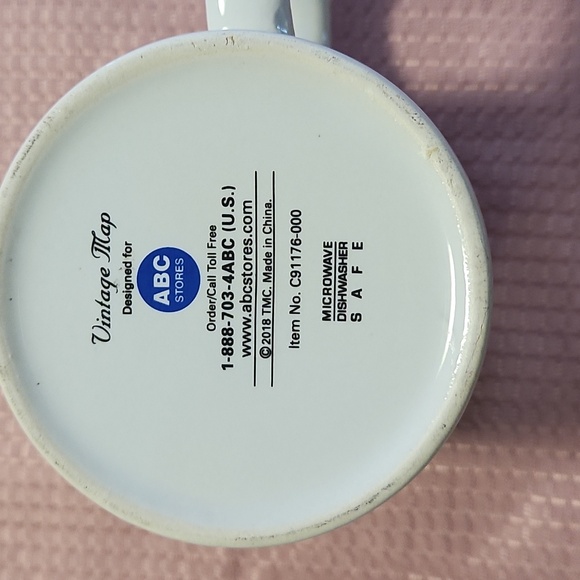 Vintage Map
Designed for
ABC
STORES
Order/Call Toll Free
1-888-703-4ABC (U.S.)
www.abcstores.com
©2018 TMC. Made in China.
Item No. C91176-000
MICROWAVE
DISHWASHER
SAFE